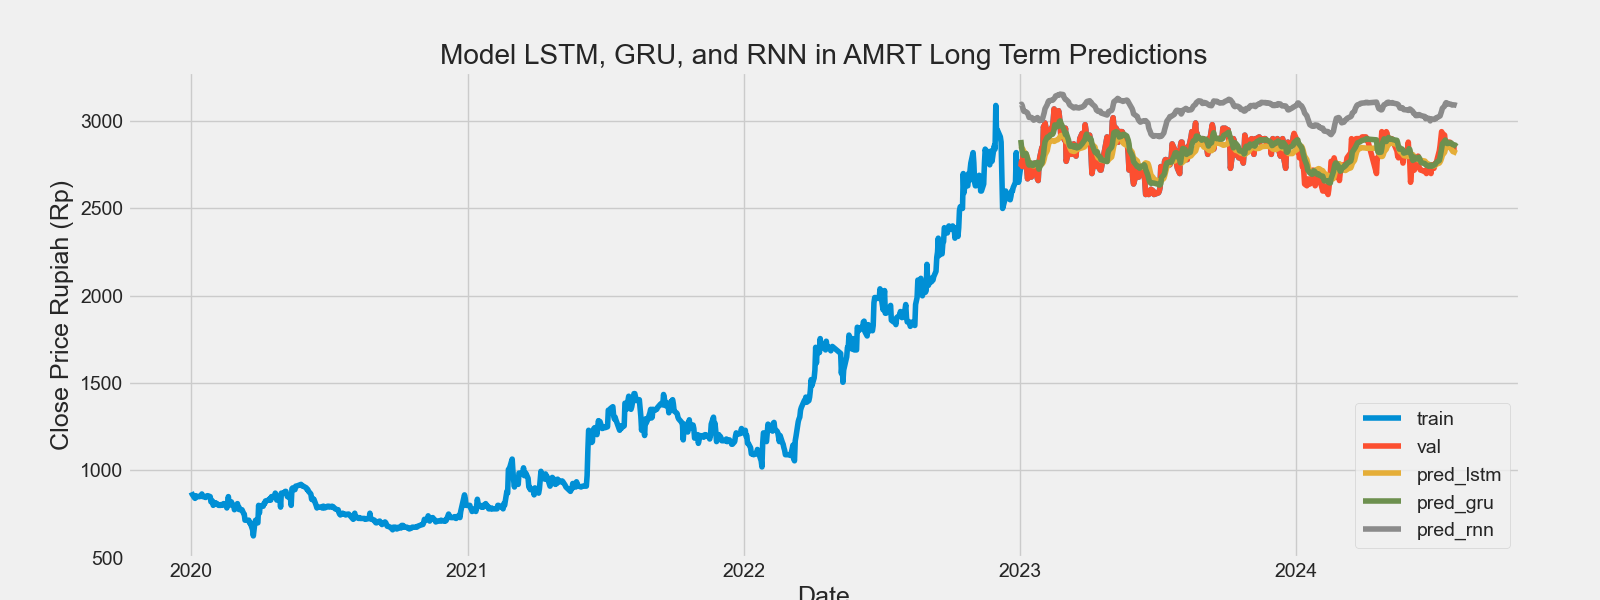 Model LSTM, GRU, and RNN in AMRT Long Term Predictions
Close Price Rupiah (Rp)
3000
2500
2000
1500
1000
500
2020
2021
2022
2023
2024
Date
train
val
pred_lstm
pred_gru
pred_rnn